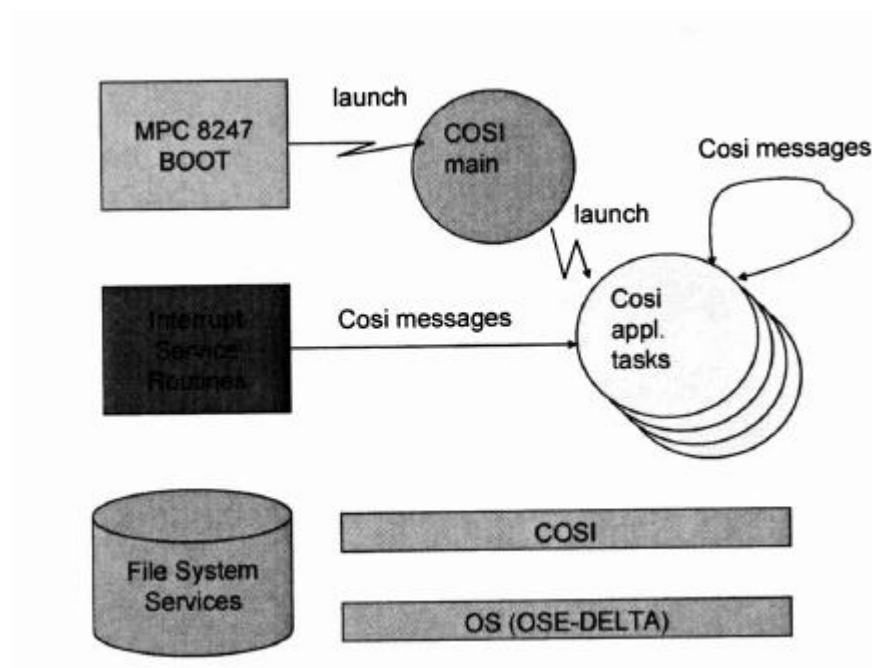 launch
MPC 8247
BOOT
COSI
main
Cosi messages
launch
Interrupt
Service
Routines
Cosi messages
Cosi
appl.
tasks
File System
Services
COSI
OS (OSE-DELTA)